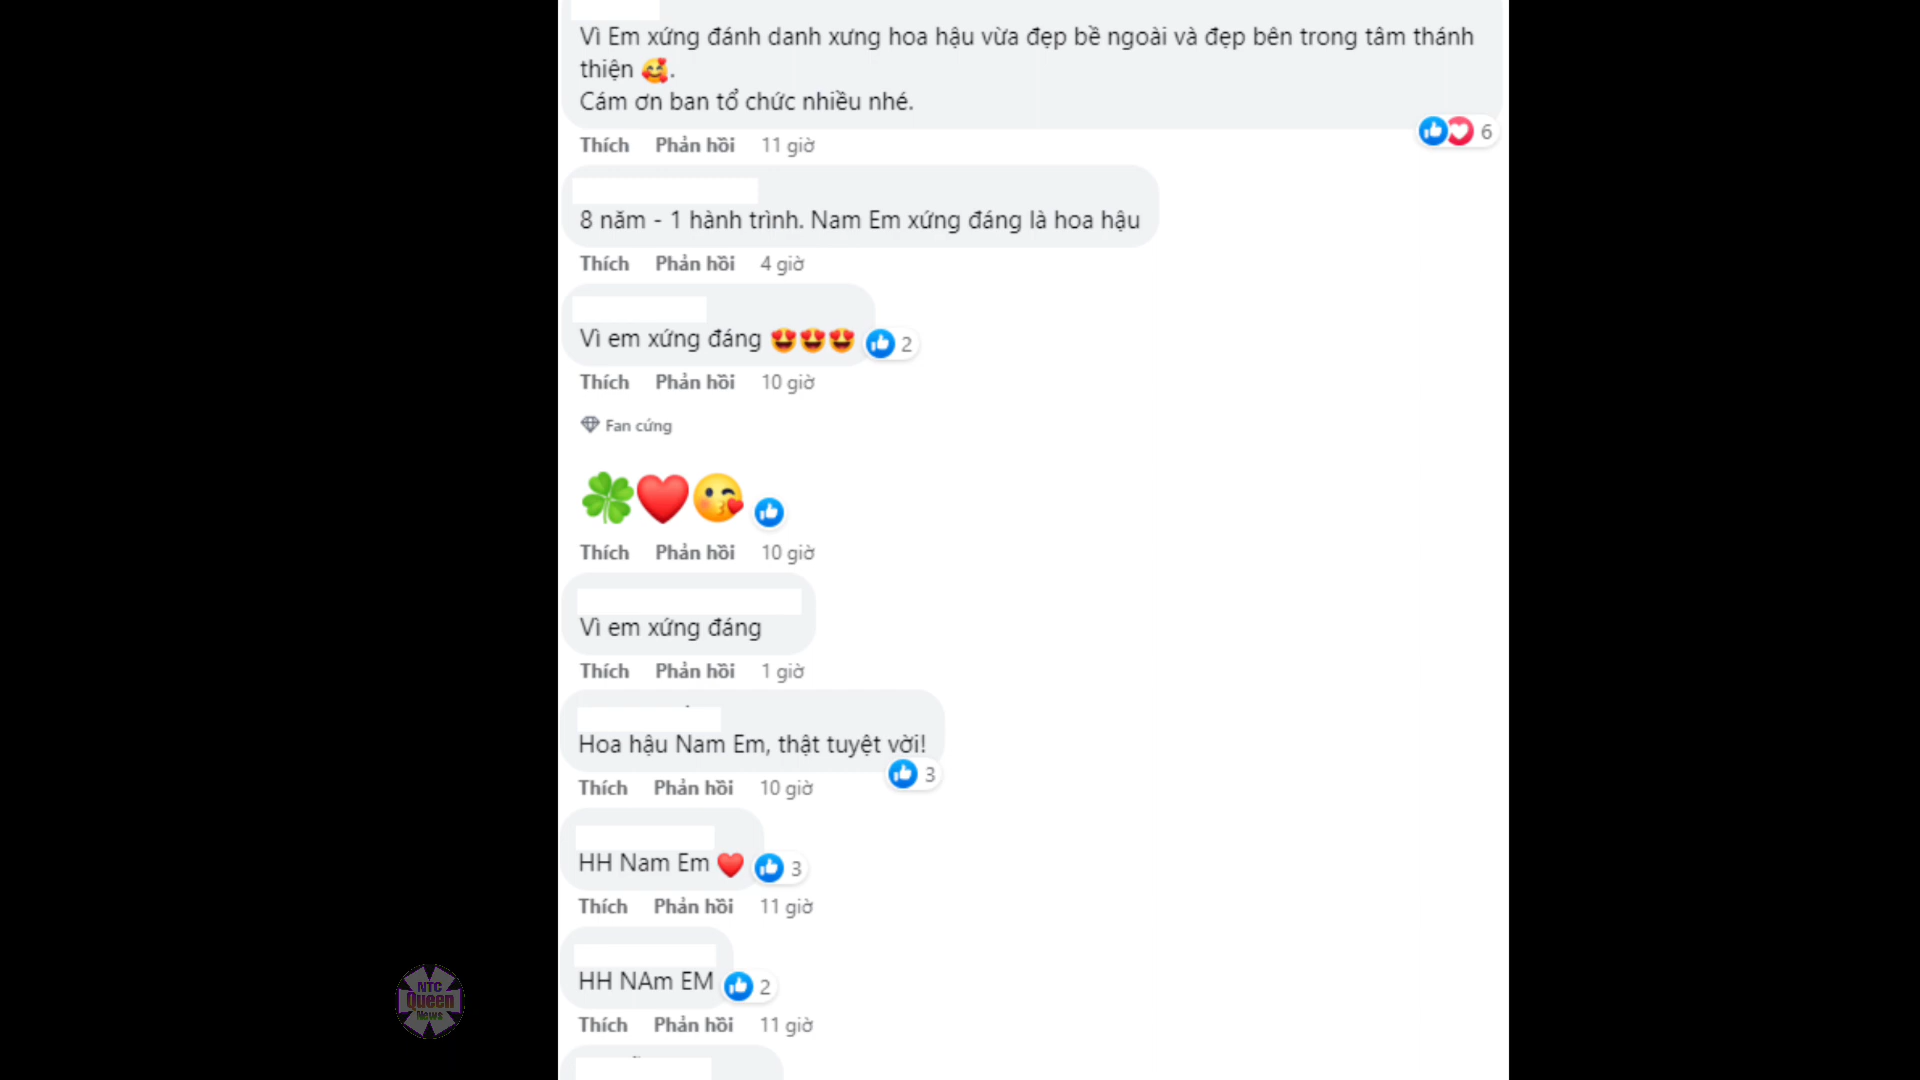 Vì Em xứng đánh danh xưng hoa hậu vừa đẹp bề ngoài và đẹp bên trong tâm thánh
thiện 🥰.
Cám ơn ban tổ chức nhiều nhé.
Thích Phản hồi 11 giờ
6
8 năm - 1 hành trình. Nam Em xứng đáng là hoa hậu
Thích Phản hồi 4 giờ
Vì em xứng đáng 😍😍😍 2
Thích Phản hồi 10 giờ
Fan cứng
🍀❤️😘
Thích Phản hồi 10 giờ
Vì em xứng đáng
Thích Phản hồi 1 giờ
Hoa hậu Nam Em, thật tuyệt vời!
3
Thích Phản hồi 10 giờ
HH Nam Em ❤️ 3
Thích Phản hồi 11 giờ
HH NAm EM 2
Thích Phản hồi 11 giờ
NTC
Queen
News